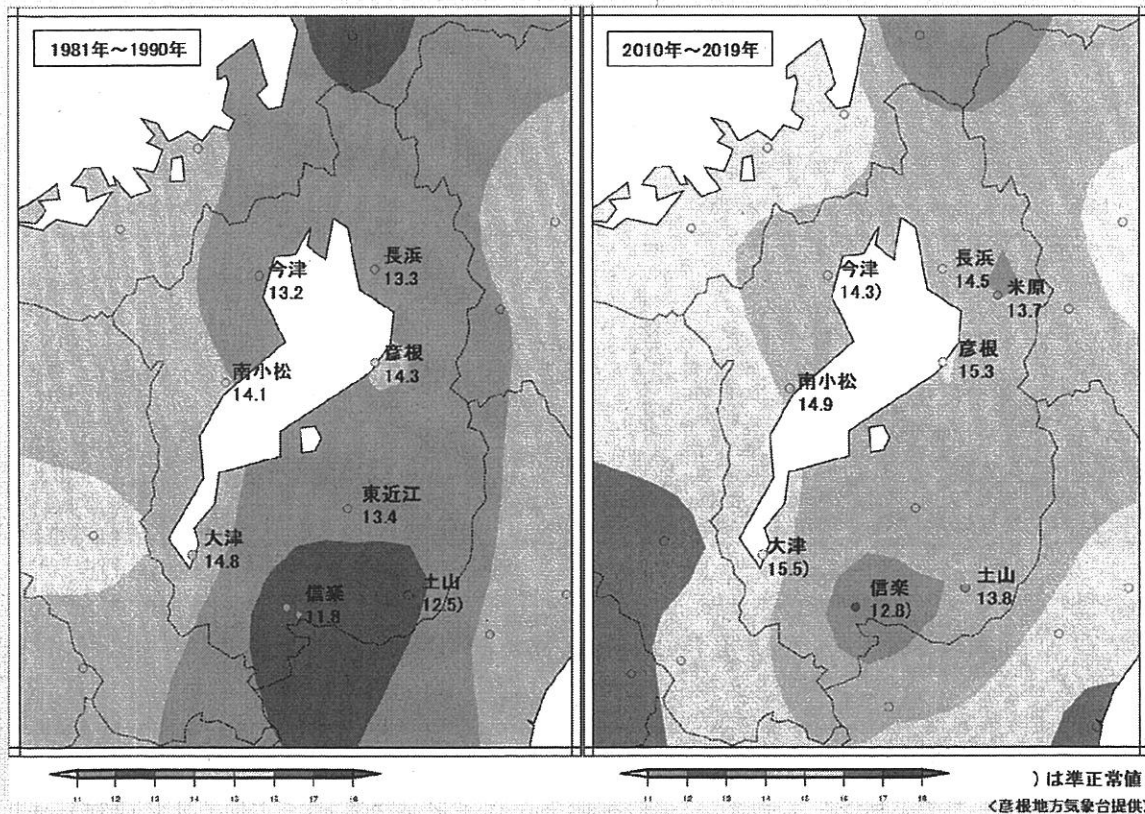 1981年～1990年
今津
13.2
長浜
13.3
彦根
14.3
南小松
14.1
東近江
13.4
大津
14.8
信楽
11.8
土山
12.5)
11 12 13 14 15 16 17 18
2010年～2019年
今津
14.3)
長浜
14.5
米原
13.7
彦根
15.3
南小松
14.9
大津
15.5)
信楽
12.8)
土山
13.8
11 12 13 14 15 16 17 18
)は準正常値
<彦根地方気象台提供>